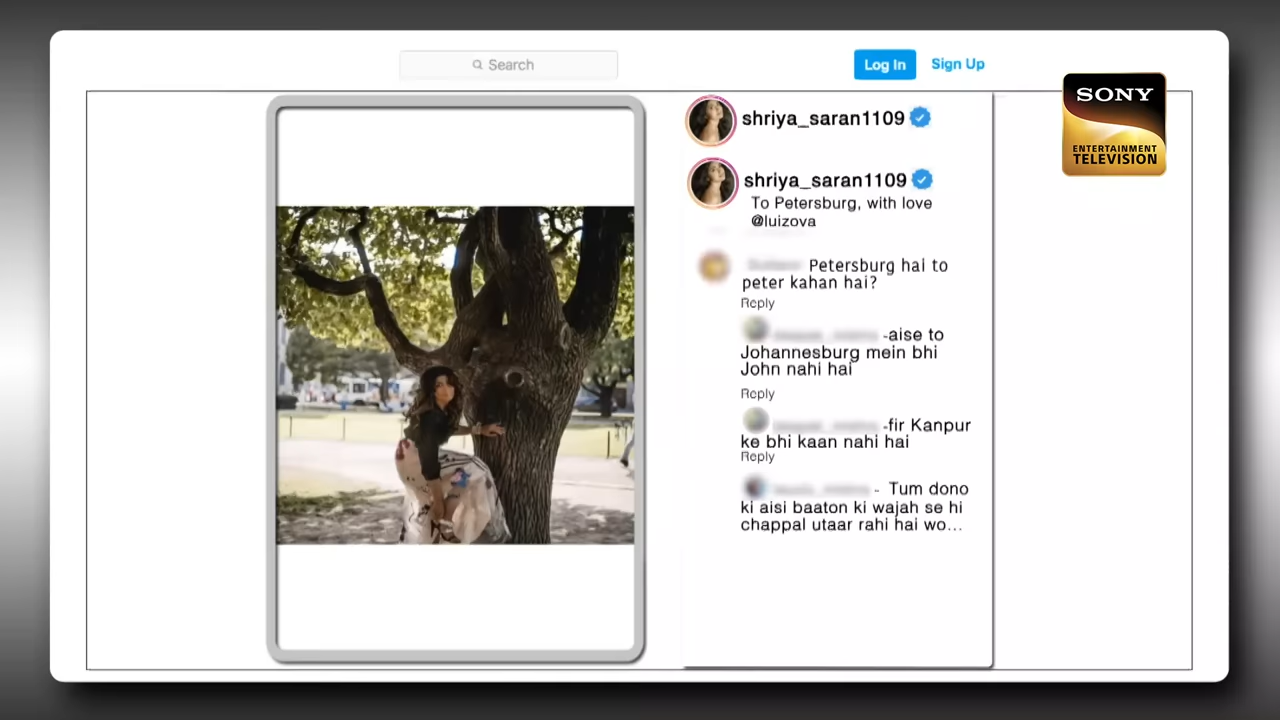 Search
Log In
Sign Up
SONY
ENTERTAINMENT
TELEVISION
shriya_saran1109
shriya_saran1109
To Petersburg, with love
@luizova
Petersburg hai to
peter kahan hai?
Reply
-aise to
Johannesburg mein bhi
John nahi hai
Reply
-fir Kanpur
ke bhi kaan nahi hai
Reply
- Tum dono
ki aisi baaton ki wajah se hi
chappal utaar rahi hai wo...